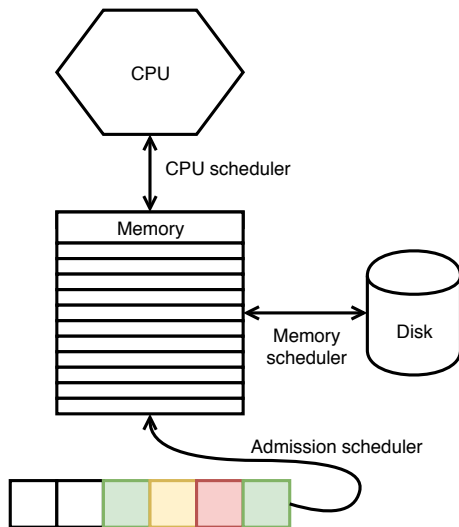 CPU
CPU scheduler
Memory
Memory
scheduler
Disk
Admission scheduler